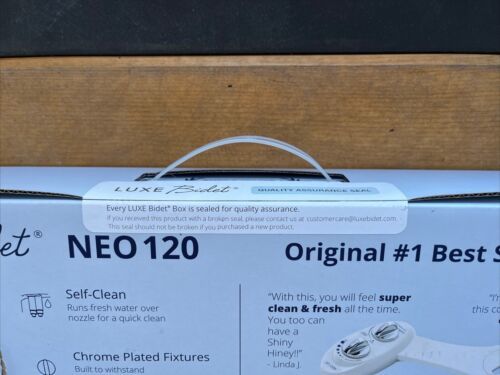 LUXE Bidet® QUALITY ASSURANCE SEAL
Every LUXE Bidet® Box is sealed for quality assurance.
If you received this product with a broken seal, please contact us at customercare@luxebidet.com.
This seal should not be broken if you purchased a new product.
et® NEO 120 Original #1 Best S
Self-Clean
Runs fresh water over
nozzle for a quick clean
Chrome Plated Fixtures
Built to withstand
"With this, you will feel super
clean & fresh all the time.
You too can
have a
Shiny
Hiney!!"
- Linda J.
"
this co